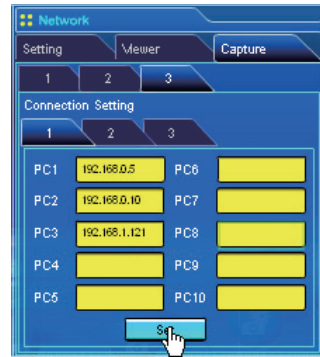 Network
Setting Viewer Capture
1 2 3
Connection Setting
1 2 3
PC1 192.168.0.5 PC6
PC2 192.168.0.10 PC7
PC3 192.168.1.121 PC8
PC4 PC9
PC5 PC10